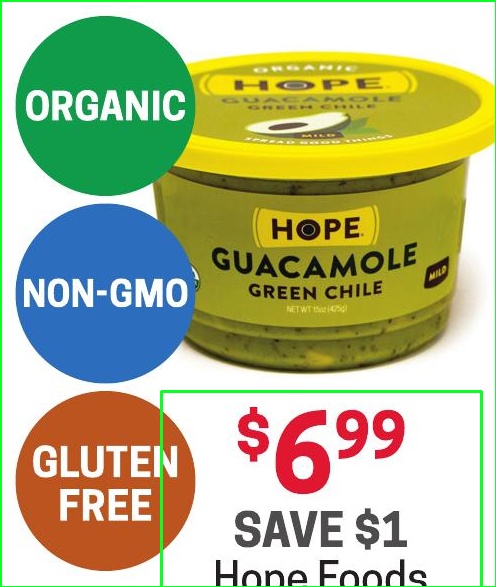 ORGANIC
ORGANIC
HOPE
GUACAMOLE
GREEN CHILE
MILD
SPREAD GOOD THINGS
HOPE
GUACAMOLE
MILD
GREEN CHILE
NET WT 15oz (425g)
NON-GMO
GLUTEN
FREE
$6.99
SAVE $1
Hope Foods